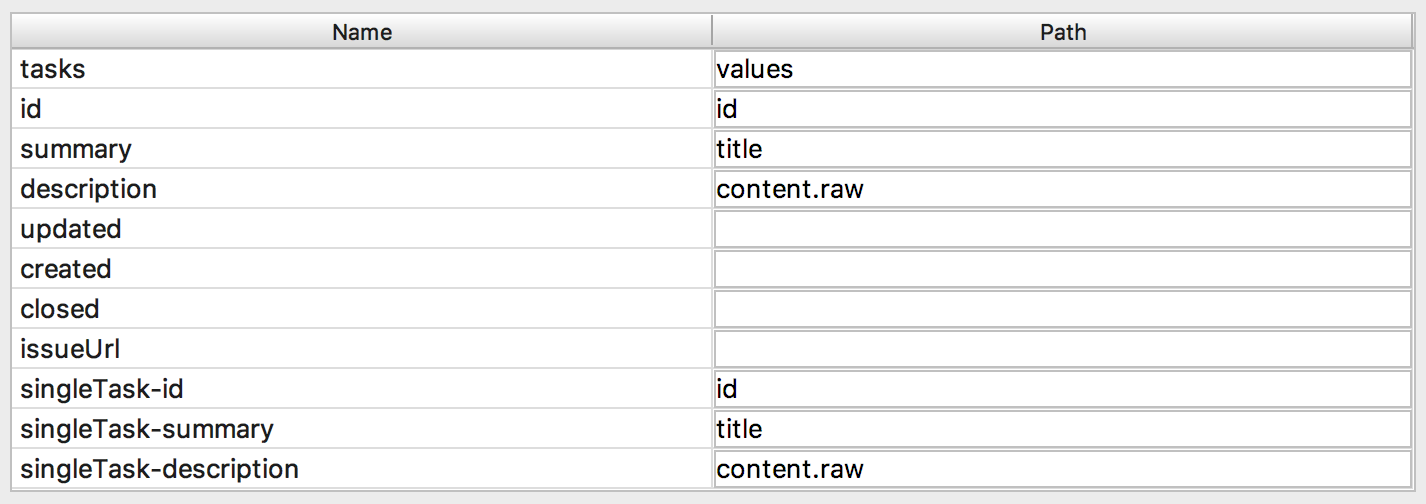 Name Path
tasks values
id id
summary title
description content.raw
updated
created
closed
issueUrl
singleTask-id id
singleTask-summary title
singleTask-description content.raw